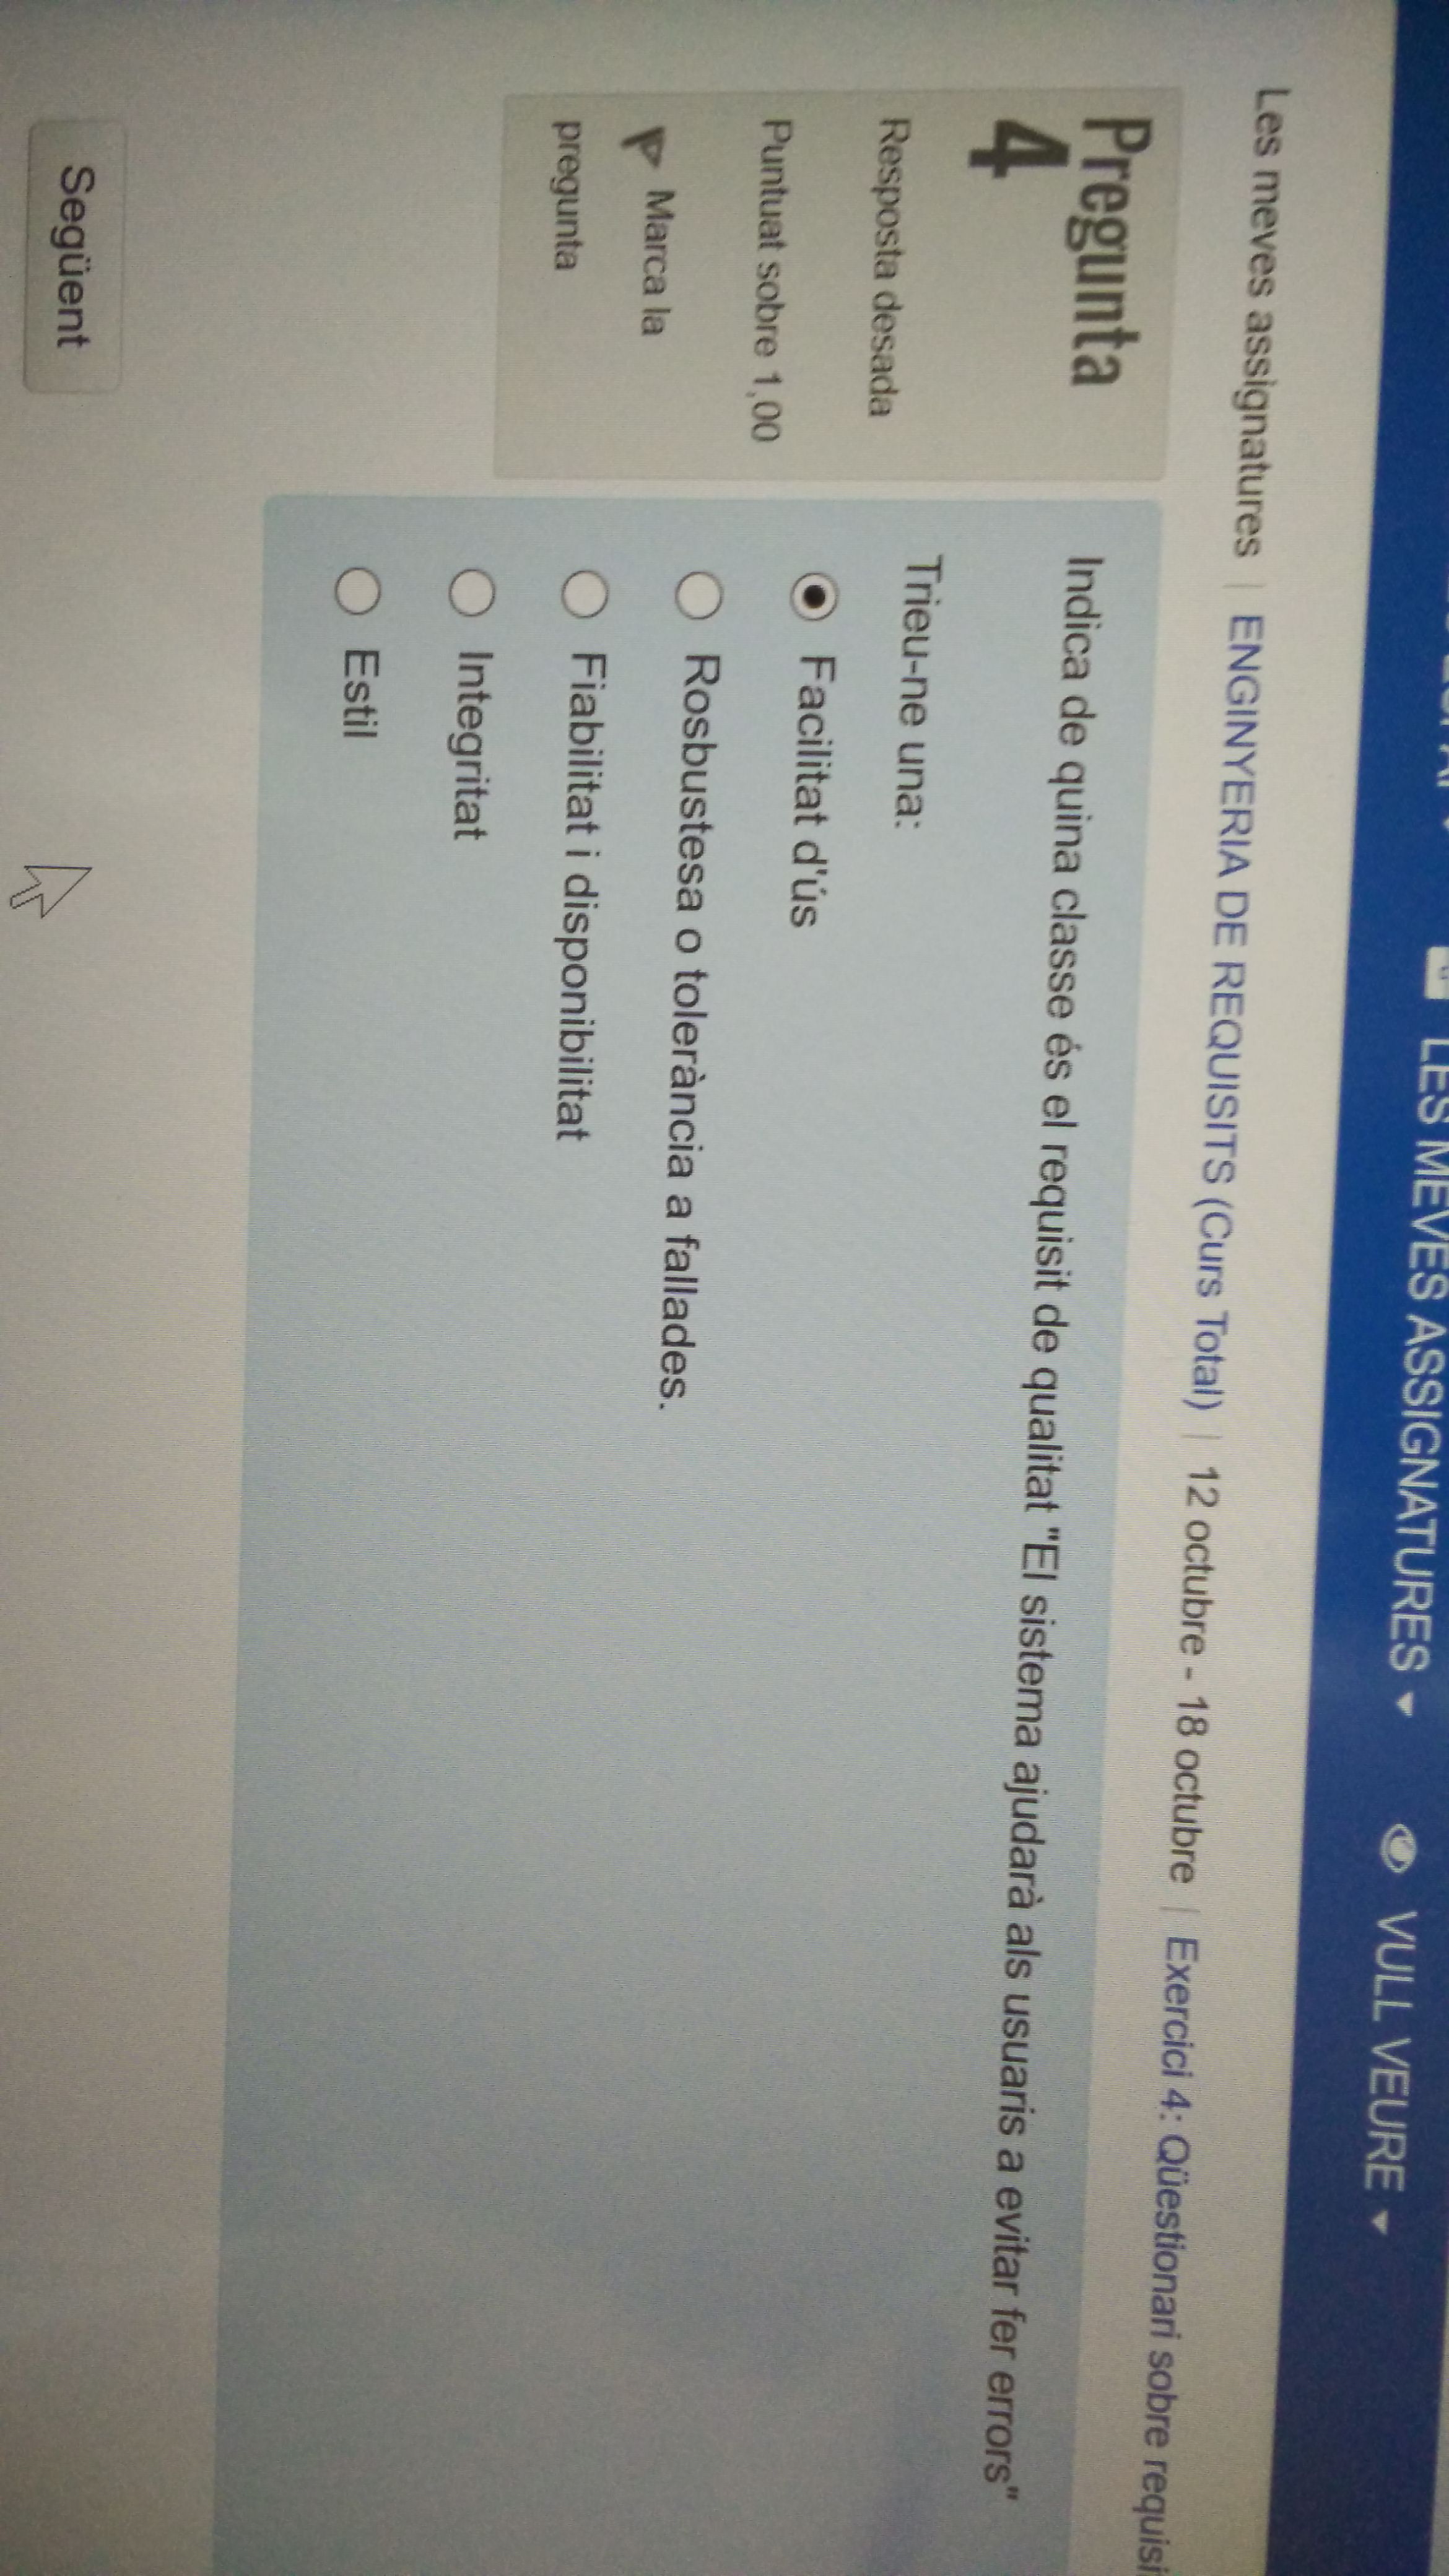 LES MEVES ASSIGNATURES
VULL VEURE
Les meves assignatures | ENGINYERIA DE REQUISITS (Curs Total) | 12 octubre - 18 octubre | Exercici 4: Qüestionari sobre requisi
Pregunta
4
Resposta desada
Puntuat sobre 1,00
Marca la
pregunta
Indica de quina classe és el requisit de qualitat "El sistema ajudarà als usuaris a evitar fer errors"
Trieu-ne una:
Facilitat d'ús
Rosbustesa o tolerància a fallades.
Fiabilitat i disponibilitat
Integritat
Estil
Següent